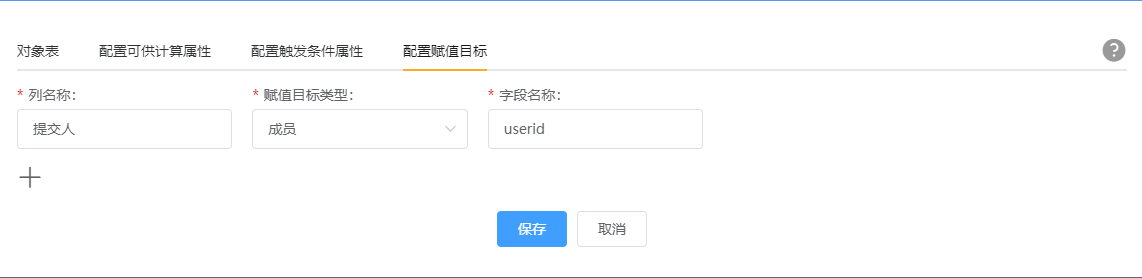 对象表 配置可供计算属性 配置触发条件属性 配置赋值目标 ?
* 列名称: * 赋值目标类型: * 字段名称:
提交人 成员 userid
保存 取消